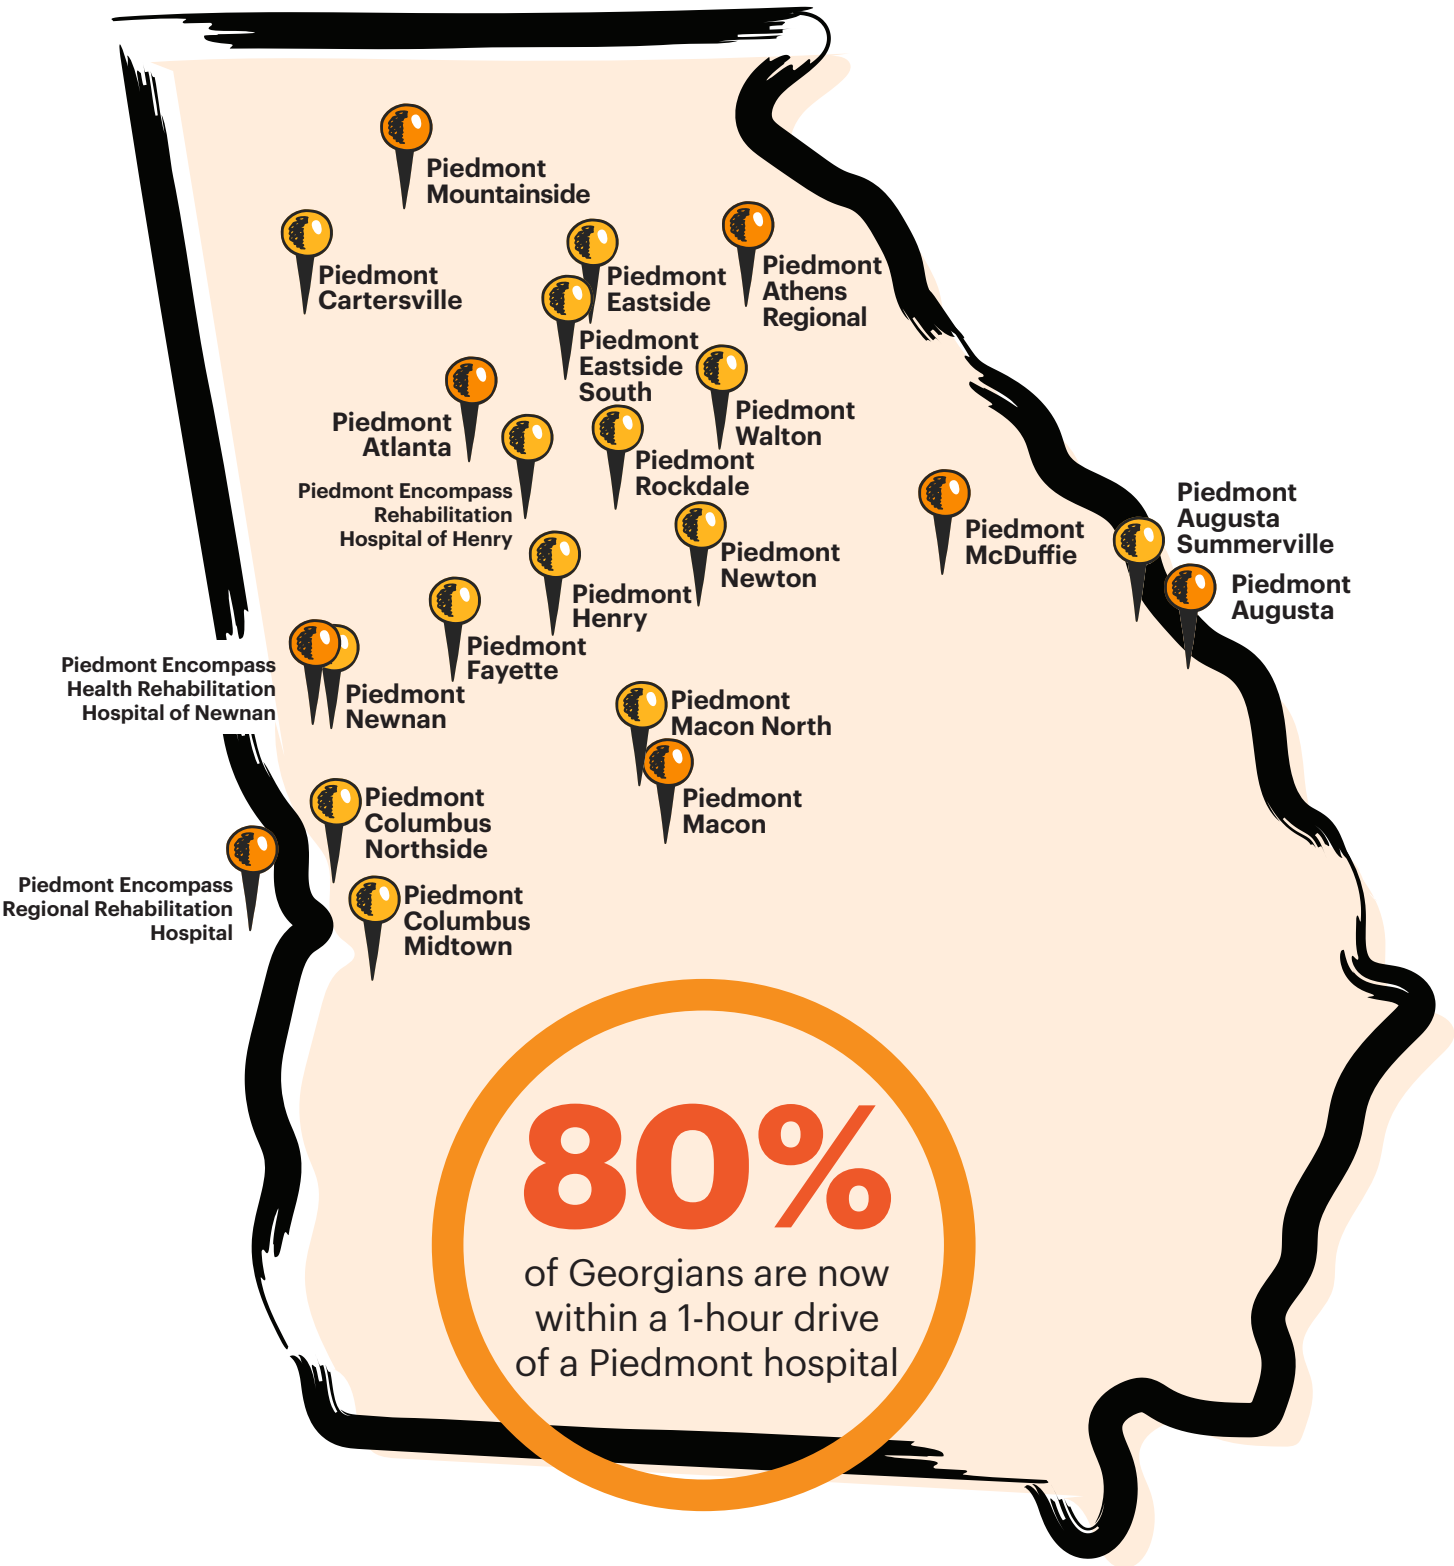 Piedmont
Mountainside
Piedmont
Cartersville
Piedmont
Eastside
Piedmont
Athens
Regional
Piedmont
Eastside
South
Piedmont
Atlanta
Piedmont
Walton
Piedmont
Rockdale
Piedmont Encompass
Rehabilitation
Hospital of Henry
Piedmont
McDuffie
Piedmont
Augusta
Summerville
Piedmont
Augusta
Piedmont
Newton
Piedmont
Henry
Piedmont
Fayette
Piedmont Encompass
Health Rehabilitation
Hospital of Newnan
Piedmont
Newnan
Piedmont
Macon North
Piedmont
Macon
Piedmont
Columbus
Northside
Piedmont Encompass
Regional Rehabilitation
Hospital
Piedmont
Columbus
Midtown
80%
of Georgians are now
within a 1-hour drive
of a Piedmont hospital